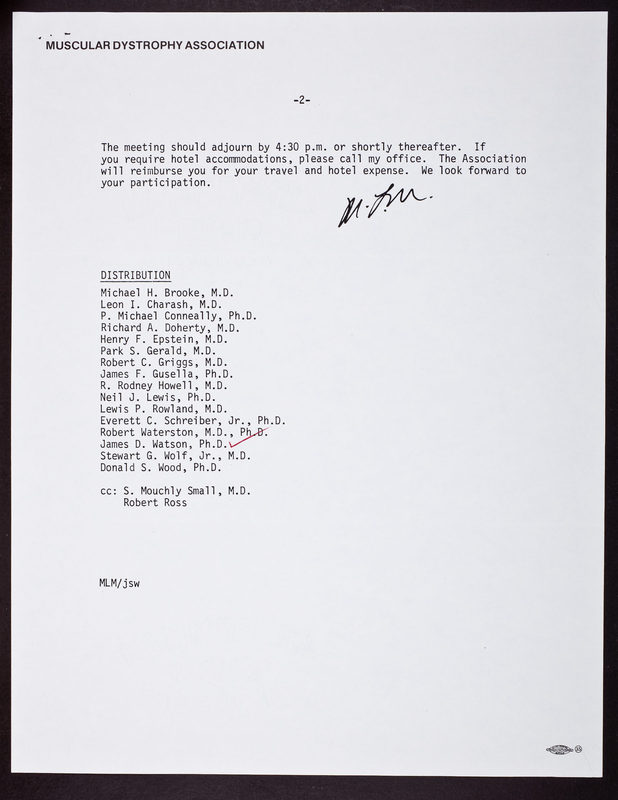 MUSCULAR DYSTROPHY ASSOCIATION
-2-
The meeting should adjourn by 4:30 p.m. or shortly thereafter. If
you require hotel accommodations, please call my office. The Association
will reimburse you for your travel and hotel expense. We look forward to
your participation.
DISTRIBUTION
Michael H. Brooke, M.D.
Leon I. Charash, M.D.
P. Michael Conneally, Ph.D.
Richard A. Doherty, M.D.
Henry F. Epstein, M.D.
Park S. Gerald, M.D.
Robert C. Griggs, M.D.
James F. Gusella, Ph.D.
R. Rodney Howell, M.D.
Neil J. Lewis, Ph.D.
Lewis P. Rowland, M.D.
Everett C. Schreiber, Jr., Ph.D.
Robert Waterston, M.D., Ph.D.
James D. Watson, Ph.D.
Stewart G. Wolf, Jr., M.D.
Donald S. Wood, Ph.D.
cc: S. Mouchly Small, M.D.
Robert Ross
MLM/jsw